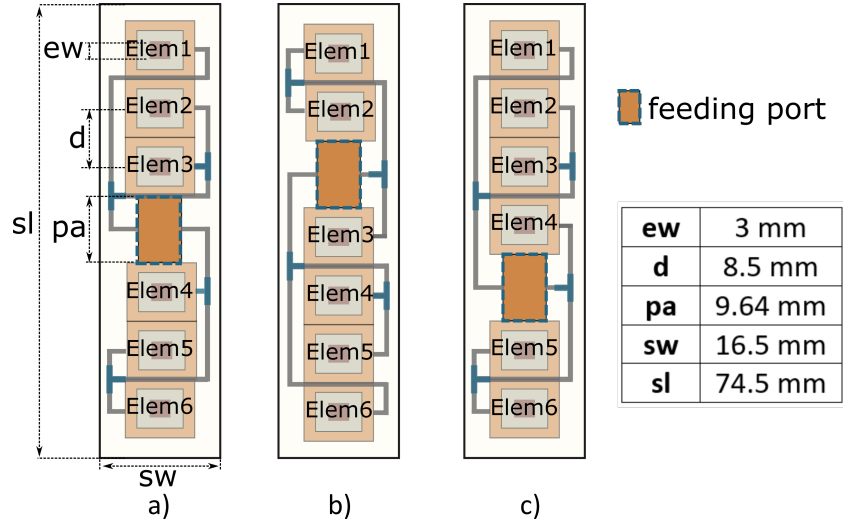 ew
d
sl
pa
sw
Elem1
Elem2
Elem3
Elem4
Elem5
Elem6
a)
Elem1
Elem2
Elem3
Elem4
Elem5
Elem6
b)
Elem1
Elem2
Elem3
Elem4
Elem5
Elem6
c)
feeding port
ew 3 mm
d 8.5 mm
pa 9.64 mm
sw 16.5 mm
sl 74.5 mm